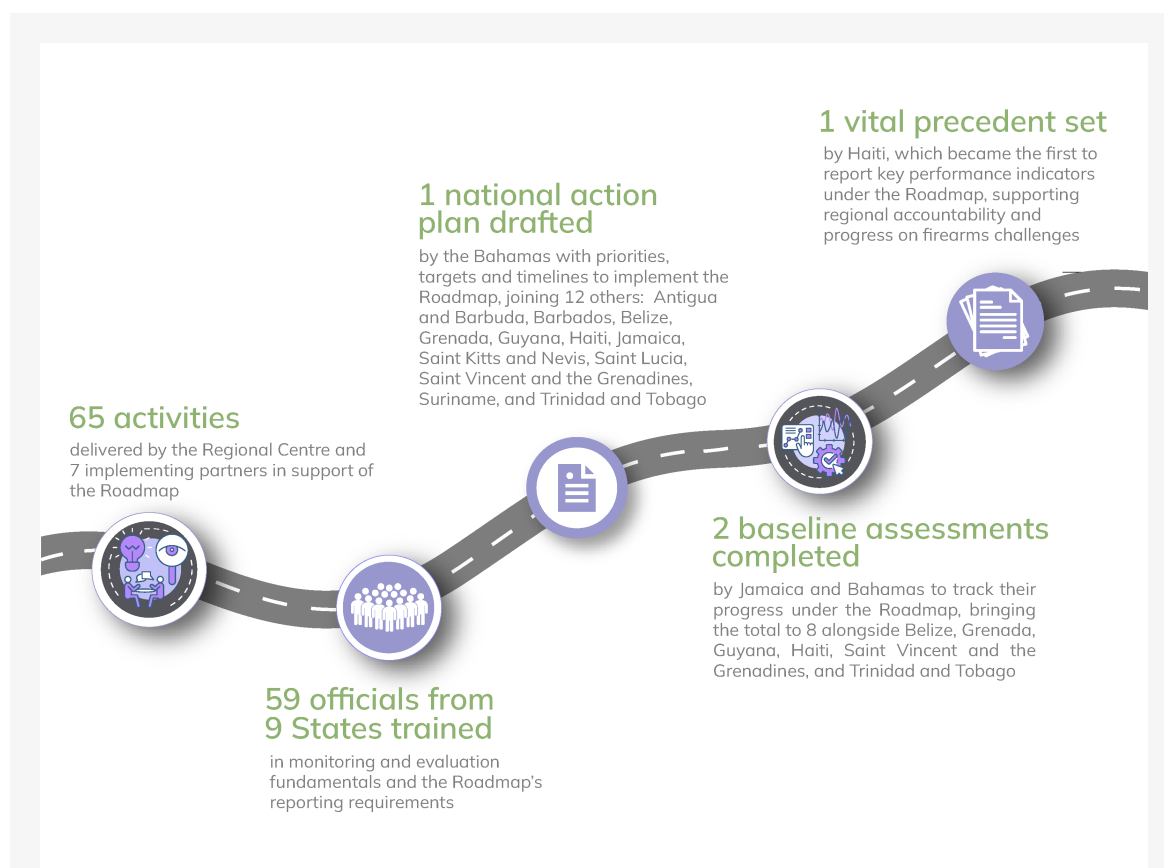 65 activities
delivered by the Regional Centre and
7 implementing partners in support of
the Roadmap
59 officials from
9 States trained
in monitoring and evaluation
fundamentals and the Roadmap's
reporting requirements
1 national action
plan drafted
by the Bahamas with priorities,
targets and timelines to implement the
Roadmap, joining 12 others:  Antigua
and Barbuda, Barbados, Belize,
Grenada, Guyana, Haiti, Jamaica,
Saint Kitts and Nevis, Saint Lucia,
Saint Vincent and the Grenadines,
Suriname, and Trinidad and Tobago
2 baseline assessments
completed
by Jamaica and Bahamas to track their
progress under the Roadmap, bringing
the total to 8 alongside Belize, Grenada,
Guyana, Haiti, Saint Vincent and the
Grenadines, and Trinidad and Tobago
1 vital precedent set
by Haiti, which became the first to
report key performance indicators
under the Roadmap, supporting
regional accountability and
progress on firearms challenges